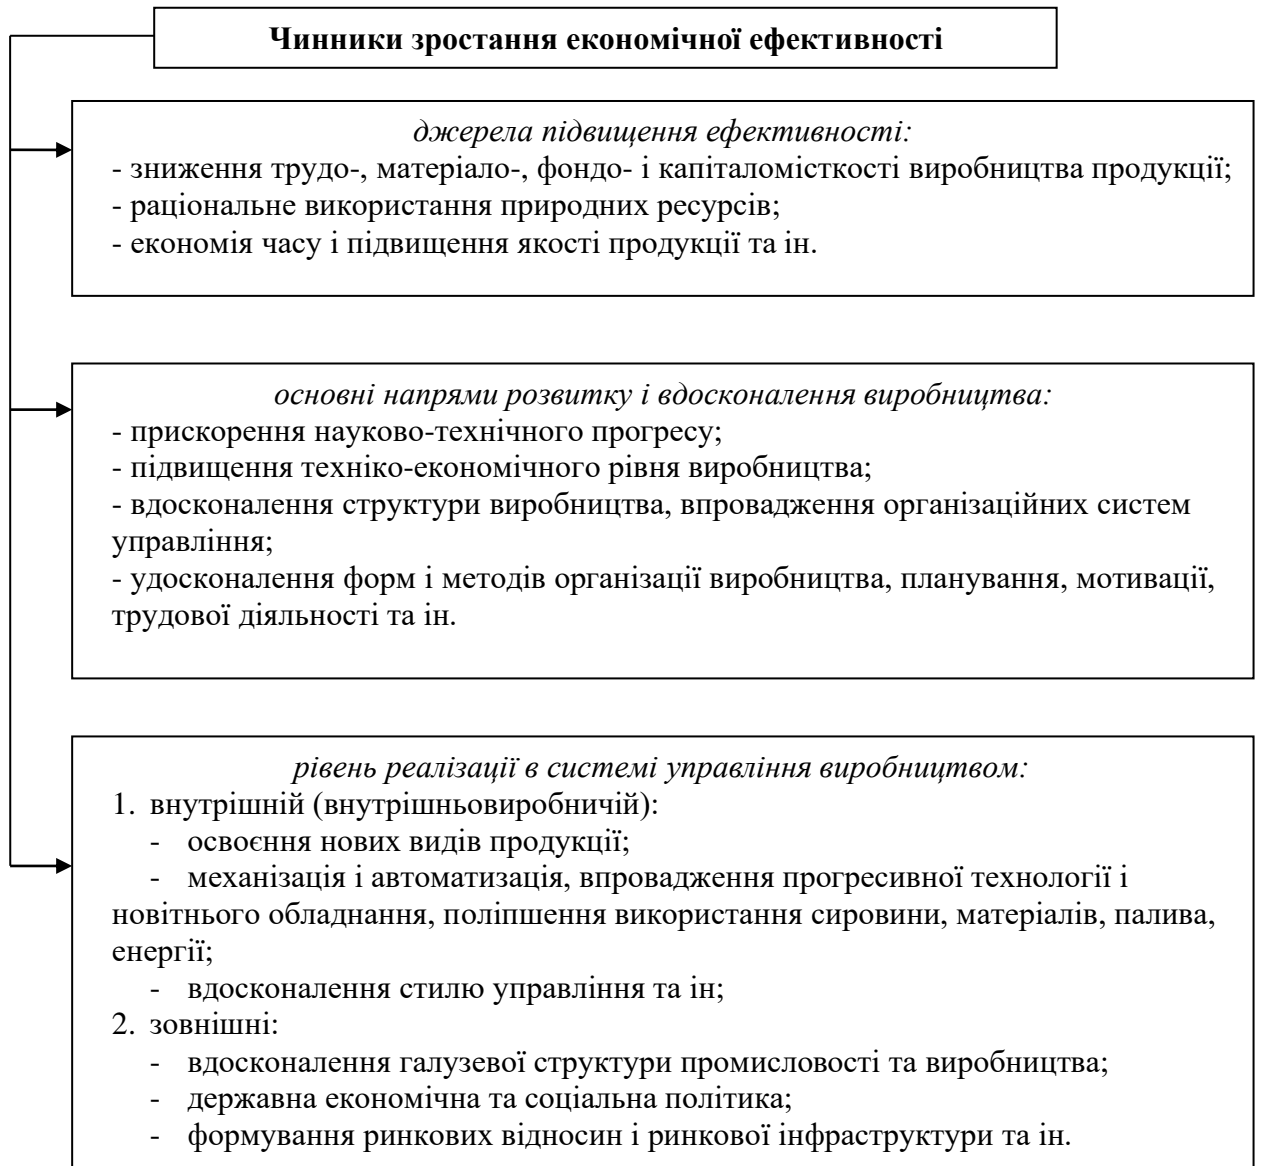 Чинники зростання економічної ефективності
джерела підвищення ефективності:
- зниження трудо-, матеріало-, фондо- і капіталомісткості виробництва продукції;
- раціональне використання природних ресурсів;
- економія часу і підвищення якості продукції та ін.
основні напрями розвитку і вдосконалення виробництва:
- прискорення науково-технічного прогресу;
- підвищення техніко-економічного рівня виробництва;
- вдосконалення структури виробництва, впровадження організаційних систем
управління;
- удосконалення форм і методів організації виробництва, планування, мотивації,
трудової діяльності та ін.
рівень реалізації в системі управління виробництвом:
1. внутрішній (внутрішньовиробничій):
- освоєння нових видів продукції;
- механізація і автоматизація, впровадження прогресивної технології і
новітнього обладнання, поліпшення використання сировини, матеріалів, палива,
енергії;
- вдосконалення стилю управління та ін;
2. зовнішні:
- вдосконалення галузевої структури промисловості та виробництва;
- державна економічна та соціальна політика;
- формування ринкових відносин і ринкової інфраструктури та ін.